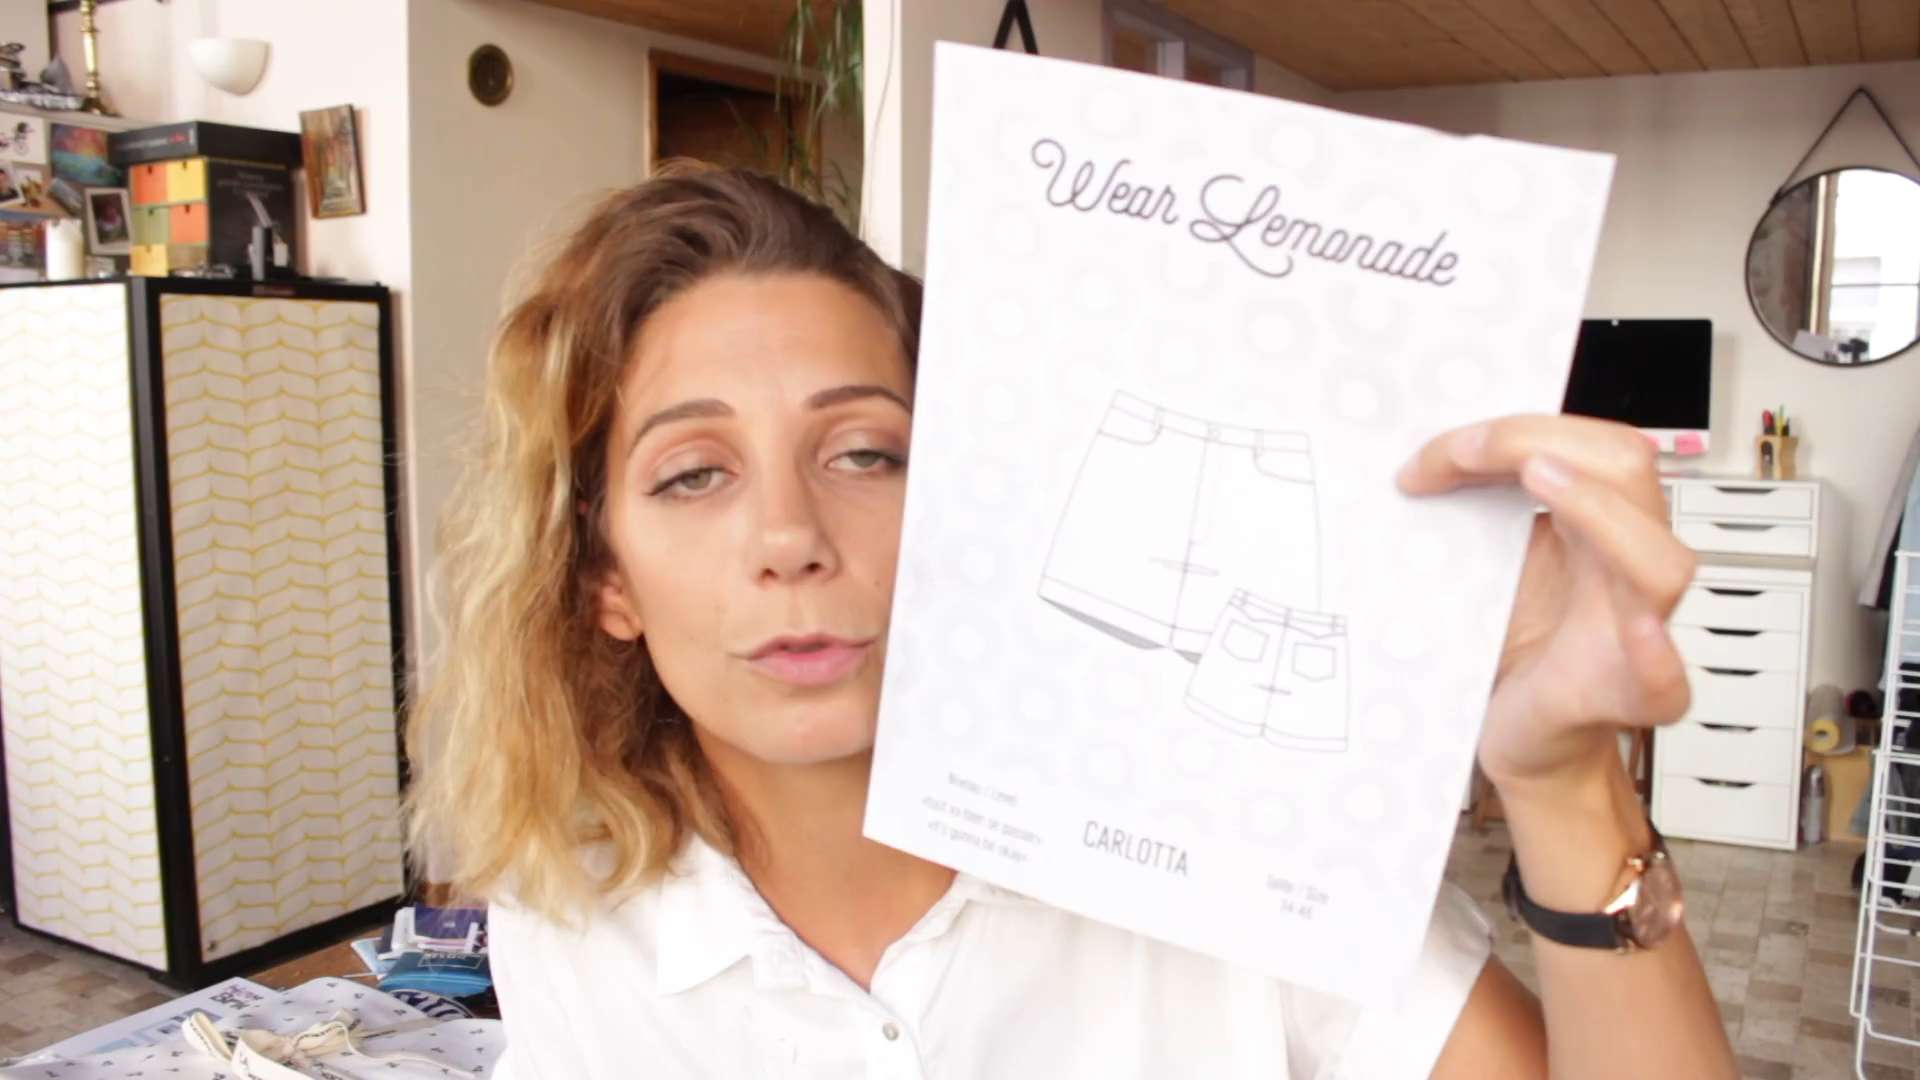 Wear Lemonade
Niveau / Level
«tout va bien se passer»
«it's gonna be okay»
CARLOTTA
Taille / Size
34-46